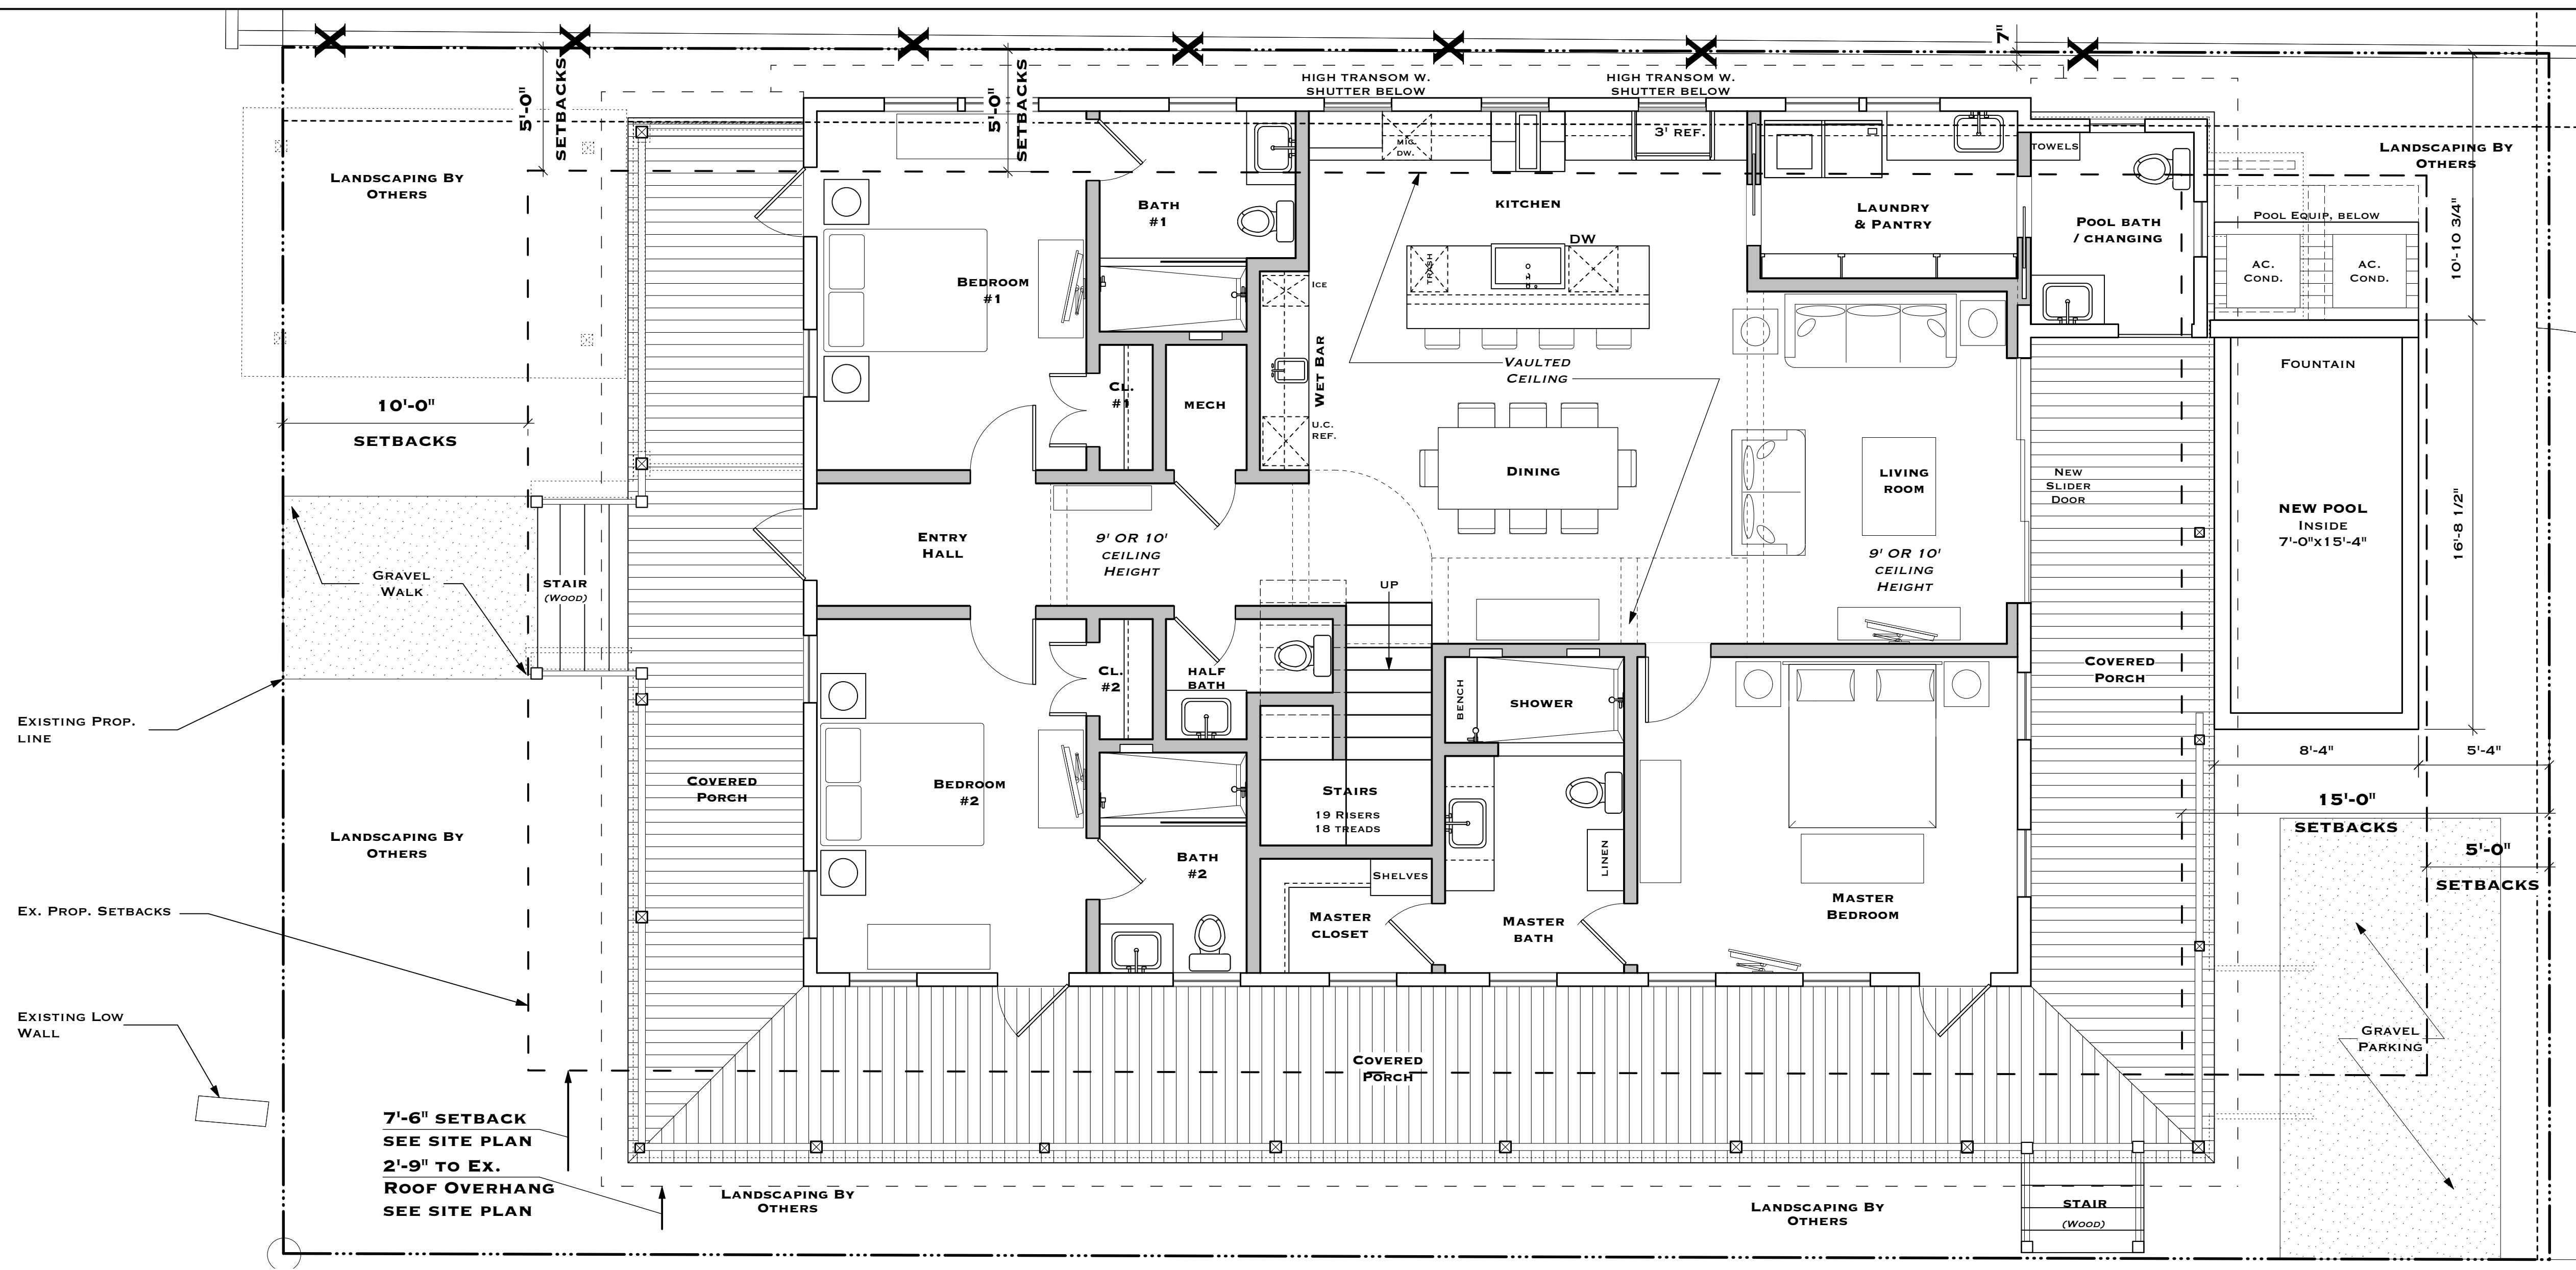 7"
HIGH TRANSOM W.
SHUTTER BELOW
HIGH TRANSOM W.
SHUTTER BELOW
5'-0"
SETBACKS
5'-0"
SETBACKS
LANDSCAPING BY
OTHERS
MIC.
DW.
3' REF.
TOWELS
LANDSCAPING BY
OTHERS
BATH
#1
KITCHEN
LAUNDRY
& PANTRY
POOL BATH
/ CHANGING
POOL EQUIP, BELOW
10'-10 3/4"
DW
TRASH
AC.
COND.
AC.
COND.
BEDROOM
#1
ICE
WET BAR
U.C.
REF.
VAULTED
CEILING
FOUNTAIN
CL.
#1
MECH
10'-0"
SETBACKS
DINING
LIVING
ROOM
NEW
SLIDER
DOOR
NEW POOL
INSIDE
7'-0"X15'-4"
16'-8 1/2"
ENTRY
HALL
9' OR 10'
CEILING
HEIGHT
9' OR 10'
CEILING
HEIGHT
GRAVEL
WALK
STAIR
(WOOD)
UP
CL.
#2
HALF
BATH
BENCH
SHOWER
COVERED
PORCH
EXISTING PROP.
LINE
8'-4"
5'-4"
COVERED
PORCH
BEDROOM
#2
STAIRS
19 RISERS
18 TREADS
15'-0"
SETBACKS
LANDSCAPING BY
OTHERS
BATH
#2
SHELVES
LINEN
5'-0"
SETBACKS
EX. PROP. SETBACKS
MASTER
CLOSET
MASTER
BATH
MASTER
BEDROOM
EXISTING LOW
WALL
COVERED
PORCH
GRAVEL
PARKING
7'-6" SETBACK
SEE SITE PLAN
2'-9" TO EX.
ROOF OVERHANG
SEE SITE PLAN
LANDSCAPING BY
OTHERS
LANDSCAPING BY
OTHERS
STAIR
(WOOD)